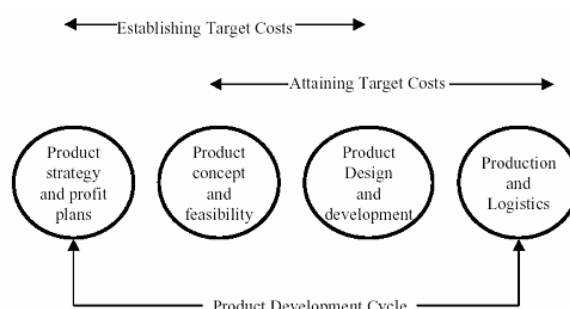 Establishing Target Costs
Attaining Target Costs
Product
strategy
and profit
plans
Product
concept
and
feasibility
Product
Design
and
development
Production
and
Logistics
Product Development Cycle